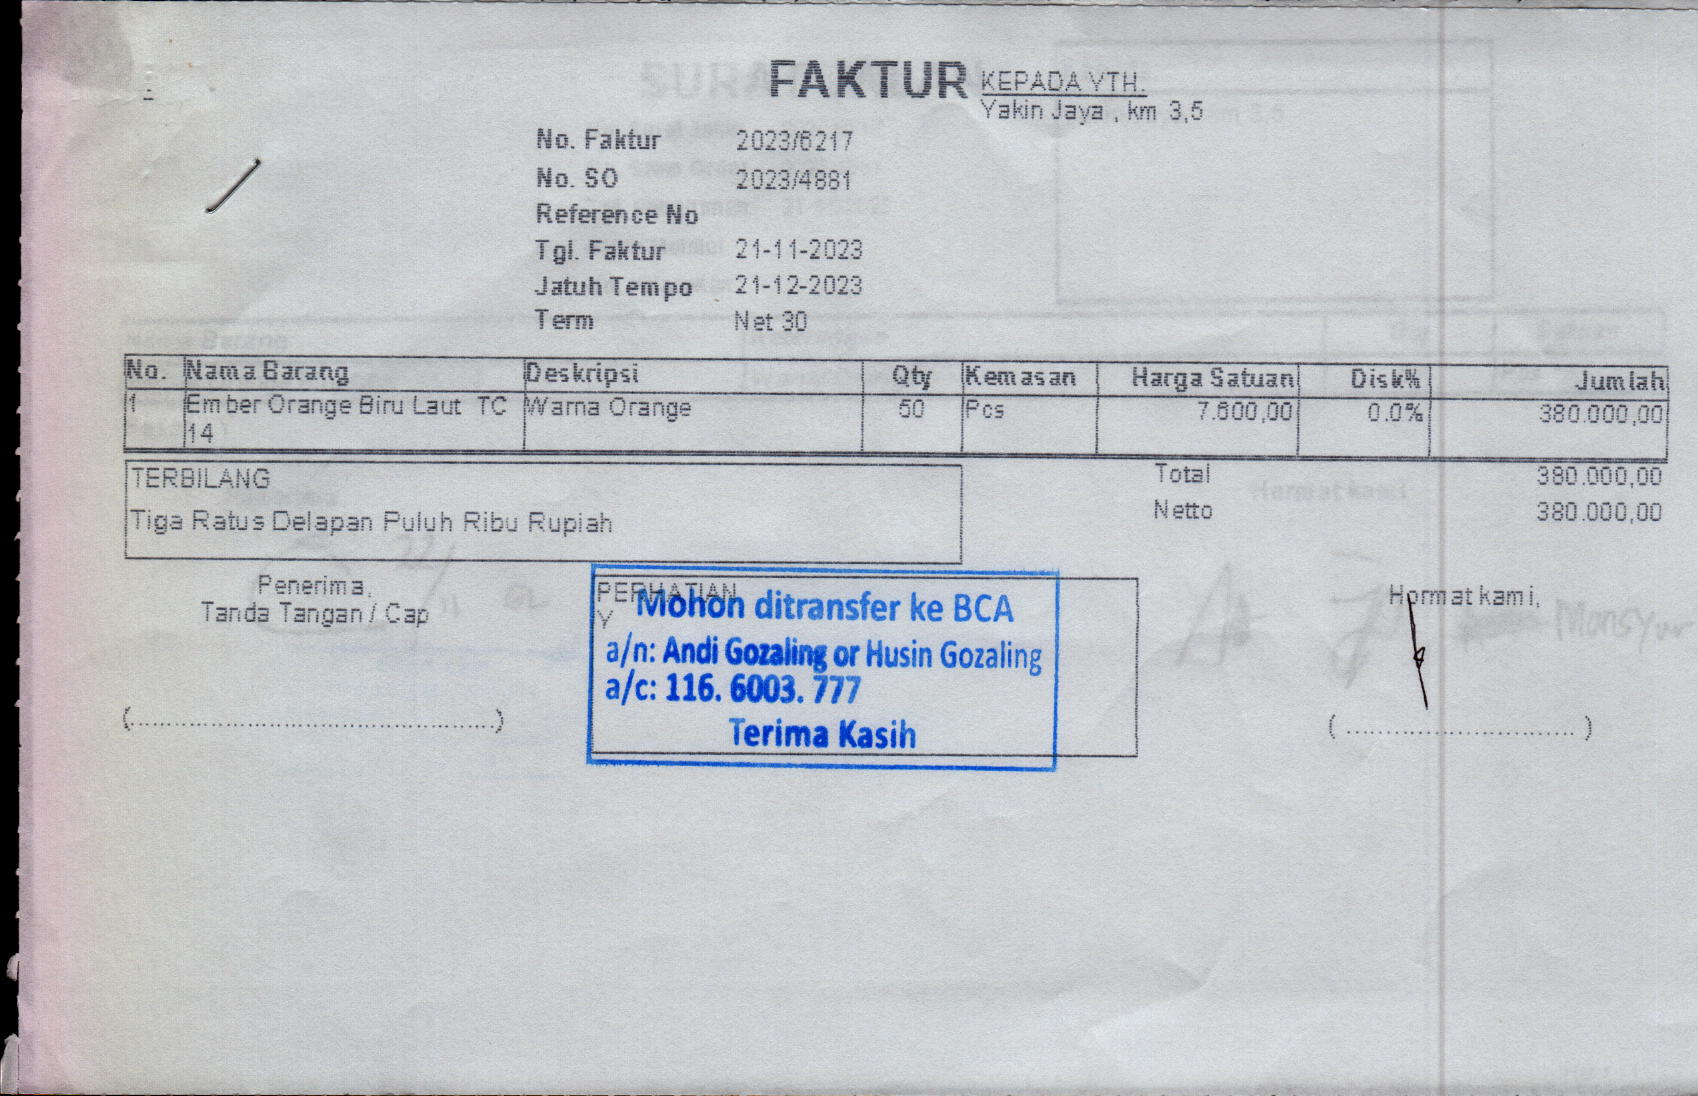 FAKTUR
KEPADA YTH.
Yakin Jaya , km 3,5
No. Faktur 2023/6217
No. SO 2023/4881
Reference No
Tgl. Faktur 21-11-2023
Jatuh Tempo 21-12-2023
Term Net 30
No. Nama Barang Deskripsi Qty Kemasan Harga Satuan Disk% Jumlah
1 Ember Orange Biru Laut TC Warna Orange 50 Pcs 7.600,00 0.0% 380.000,00
14
TERBILANG
Tiga Ratus Delapan Puluh Ribu Rupiah
Total 380.000,00
Netto 380.000,00
Penerima,
Tanda Tangan / Cap
PERHATIAN
Y
Mohon ditransfer ke BCA
a/n: Andi Gozaling or Husin Gozaling
a/c: 116. 6003. 777
Terima Kasih
Hormat kami,
(..............................................)
( ............................. )